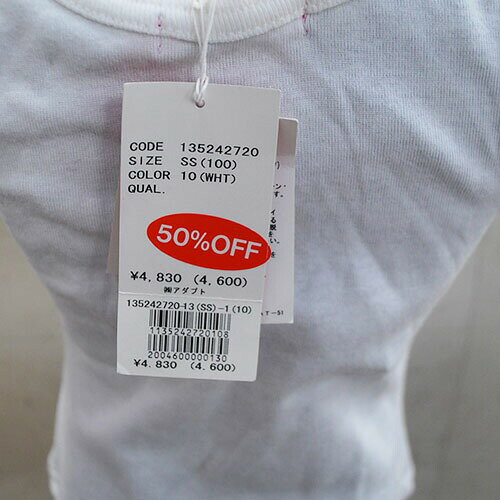 CODE 135242720
SIZE SS(100)
COLOR 10(WHT)
QUAL.
50%OFF
¥4,830 (4,600)
㈱アダプト
135242720-13(SS)-1(10)
1135242720108
2004600000130
¥4,830 (4,600)